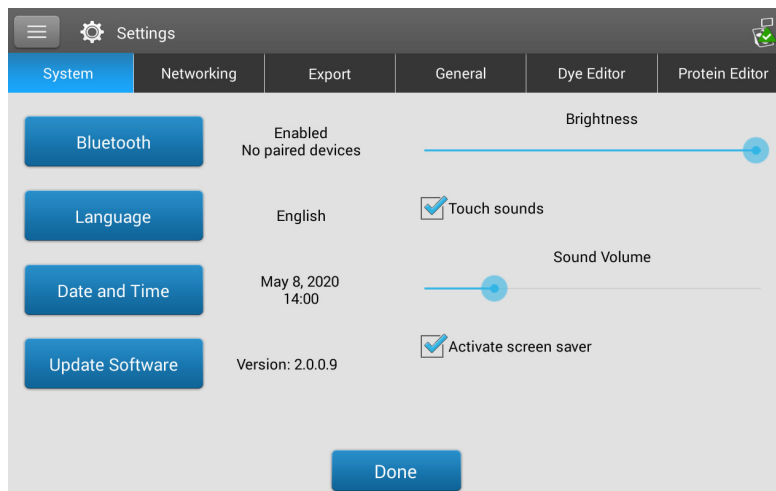 Settings
System Networking Export General Dye Editor Protein Editor
Bluetooth
Enabled
No paired devices
Brightness
Language
English
Touch sounds
Sound Volume
Date and Time
May 8, 2020
14:00
Update Software
Version: 2.0.0.9
Activate screen saver
Done